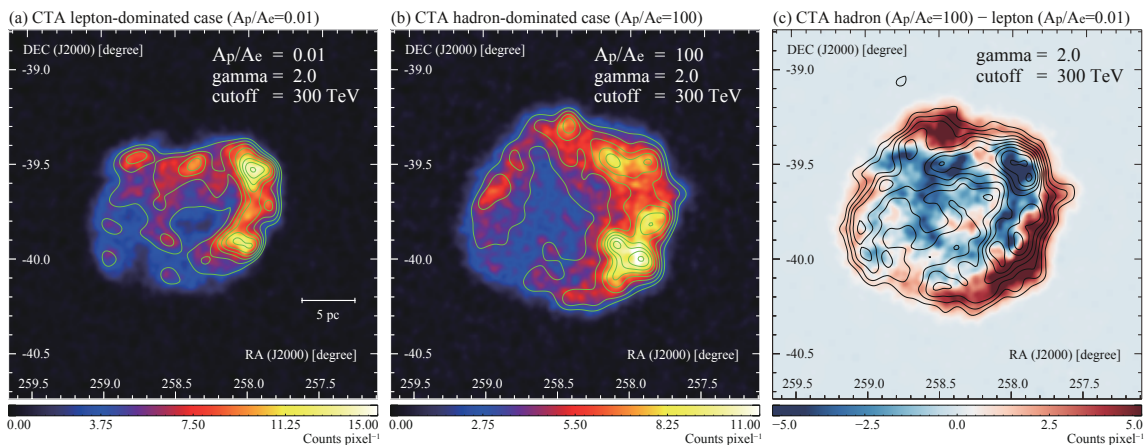 (a) CTA lepton-dominated case (Ap/Ae=0.01)
DEC (J2000) [degree]
Ap/Ae = 0.01
gamma = 2.0
cutoff = 300 TeV
-39.0
-39.5
-40.0
-40.5
5 pc
RA (J2000) [degree]
259.5 259.0 258.5 258.0 257.5
0.00 3.75 7.50 11.25 15.00
Counts pixel⁻¹
(b) CTA hadron-dominated case (Ap/Ae=100)
DEC (J2000) [degree]
Ap/Ae = 100
gamma = 2.0
cutoff = 300 TeV
-39.0
-39.5
-40.0
-40.5
RA (J2000) [degree]
259.5 259.0 258.5 258.0 257.5
0.00 2.75 5.50 8.25 11.00
Counts pixel⁻¹
(c) CTA hadron (Ap/Ae=100) − lepton (Ap/Ae=0.01)
DEC (J2000) [degree]
gamma = 2.0
cutoff = 300 TeV
-39.0
-39.5
-40.0
-40.5
RA (J2000) [degree]
259.5 259.0 258.5 258.0 257.5
−5.0 −2.5 0.0 2.5 5.0
Counts pixel⁻¹